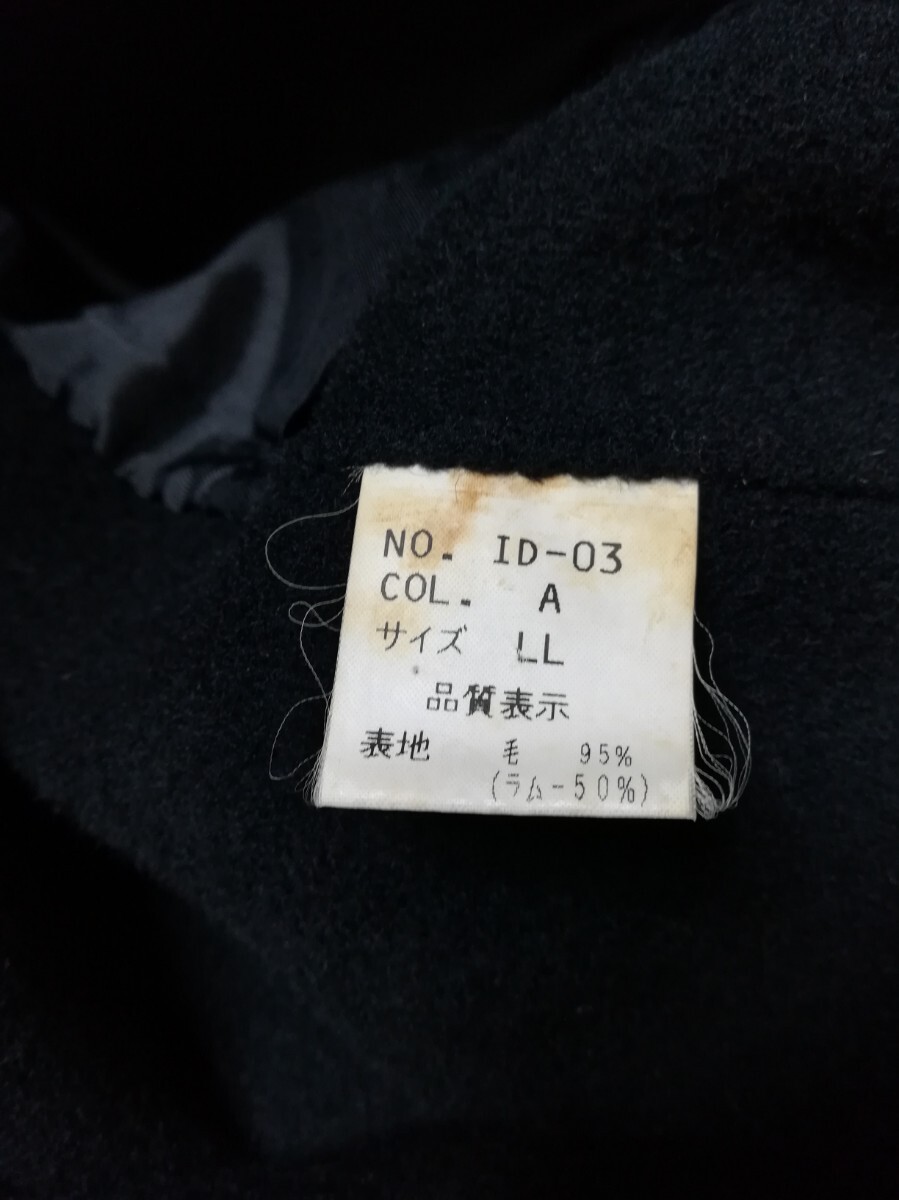 NO. ID-03
COL. A
サイズ LL
品質表示
表地 毛 95%
(ラム-50%)